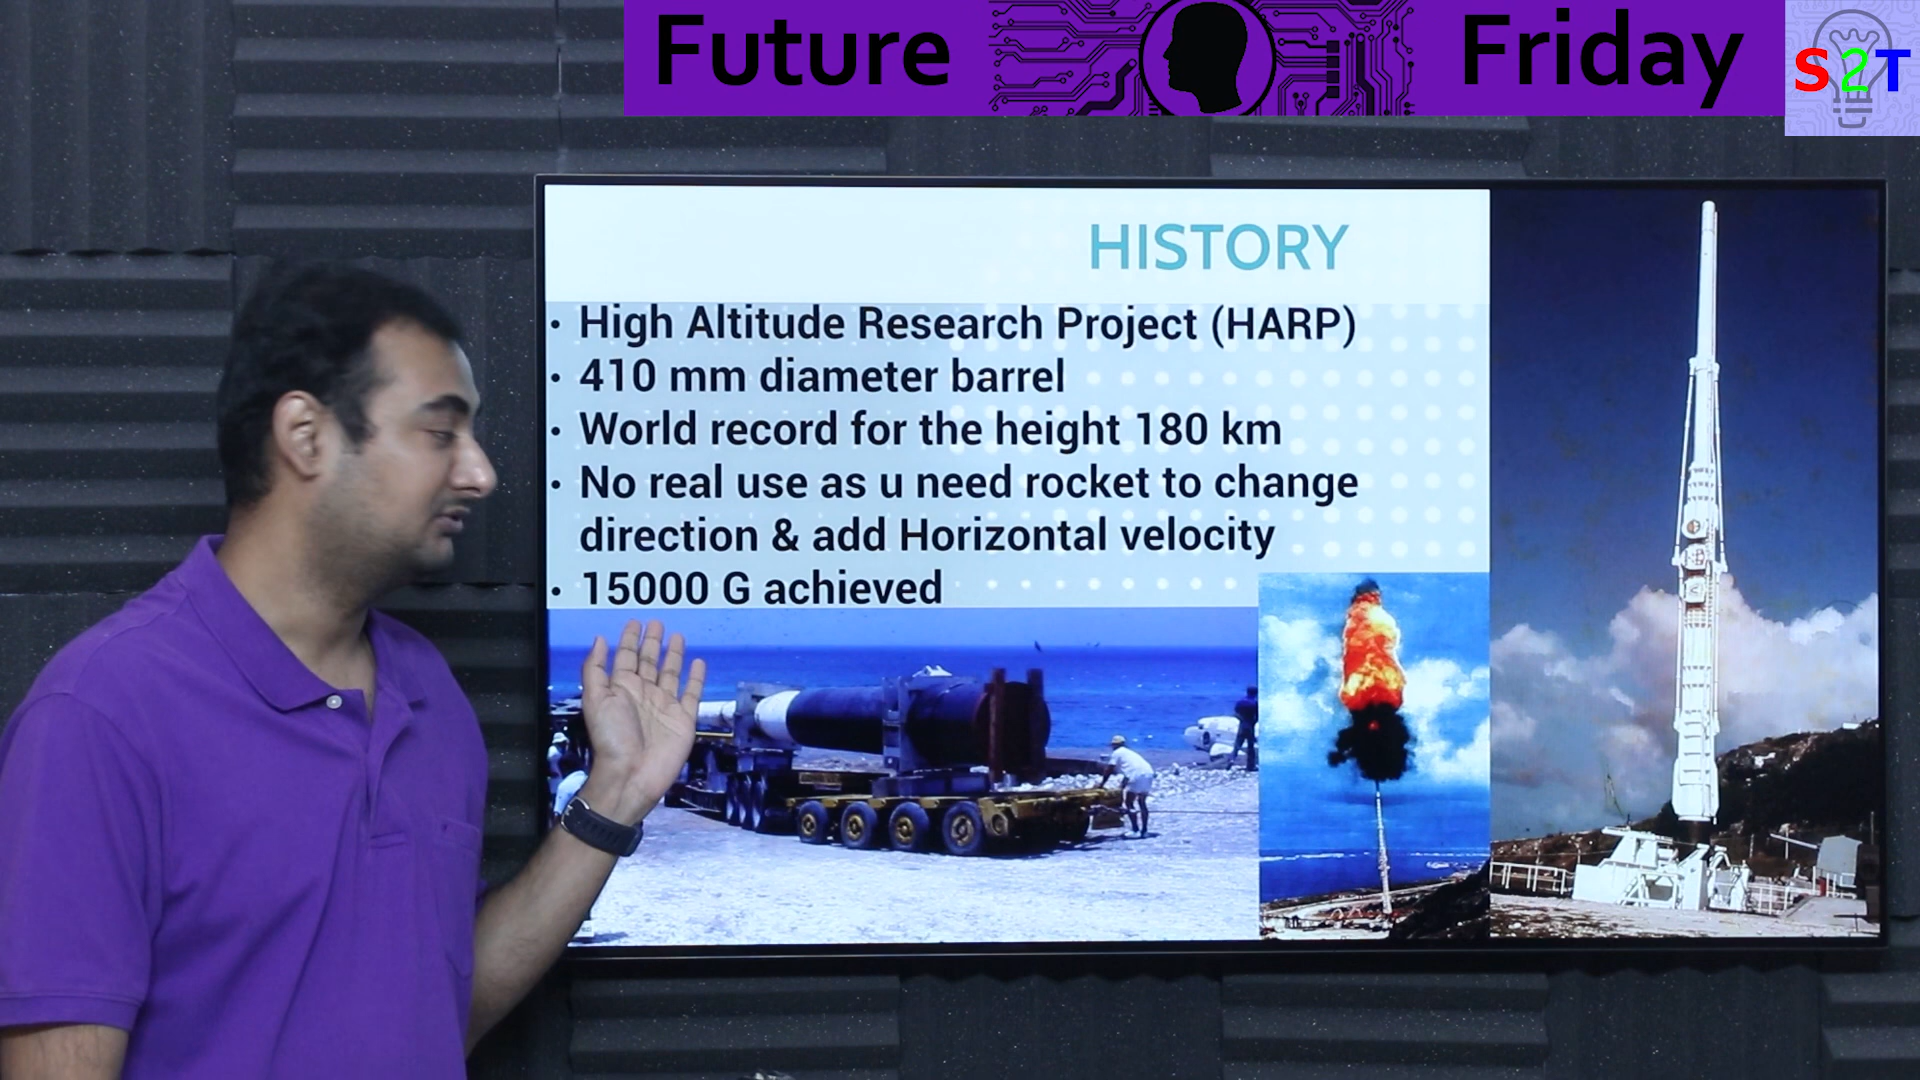 Future Friday
S2T
HISTORY
• High Altitude Research Project (HARP)
• 410 mm diameter barrel
• World record for the height 180 km
• No real use as u need rocket to change
direction & add Horizontal velocity
• 15000 G achieved